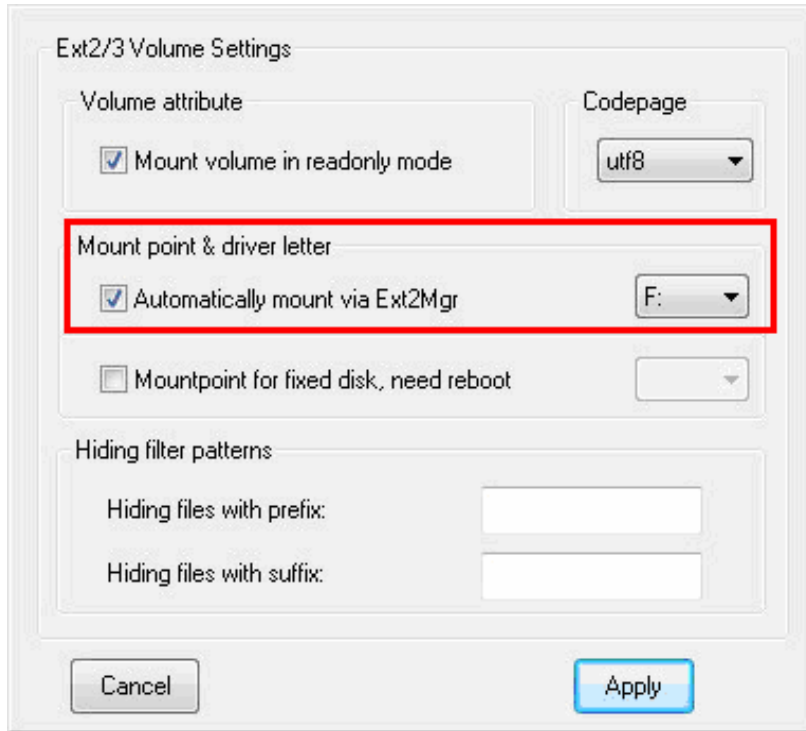 Ext2/3 Volume Settings
Volume attribute
Codepage
Mount volume in readonly mode
utf8
Mount point & driver letter
Automatically mount via Ext2Mgr
F:
Mountpoint for fixed disk, need reboot
Hiding filter patterns
Hiding files with prefix:
Hiding files with suffix:
Cancel
Apply